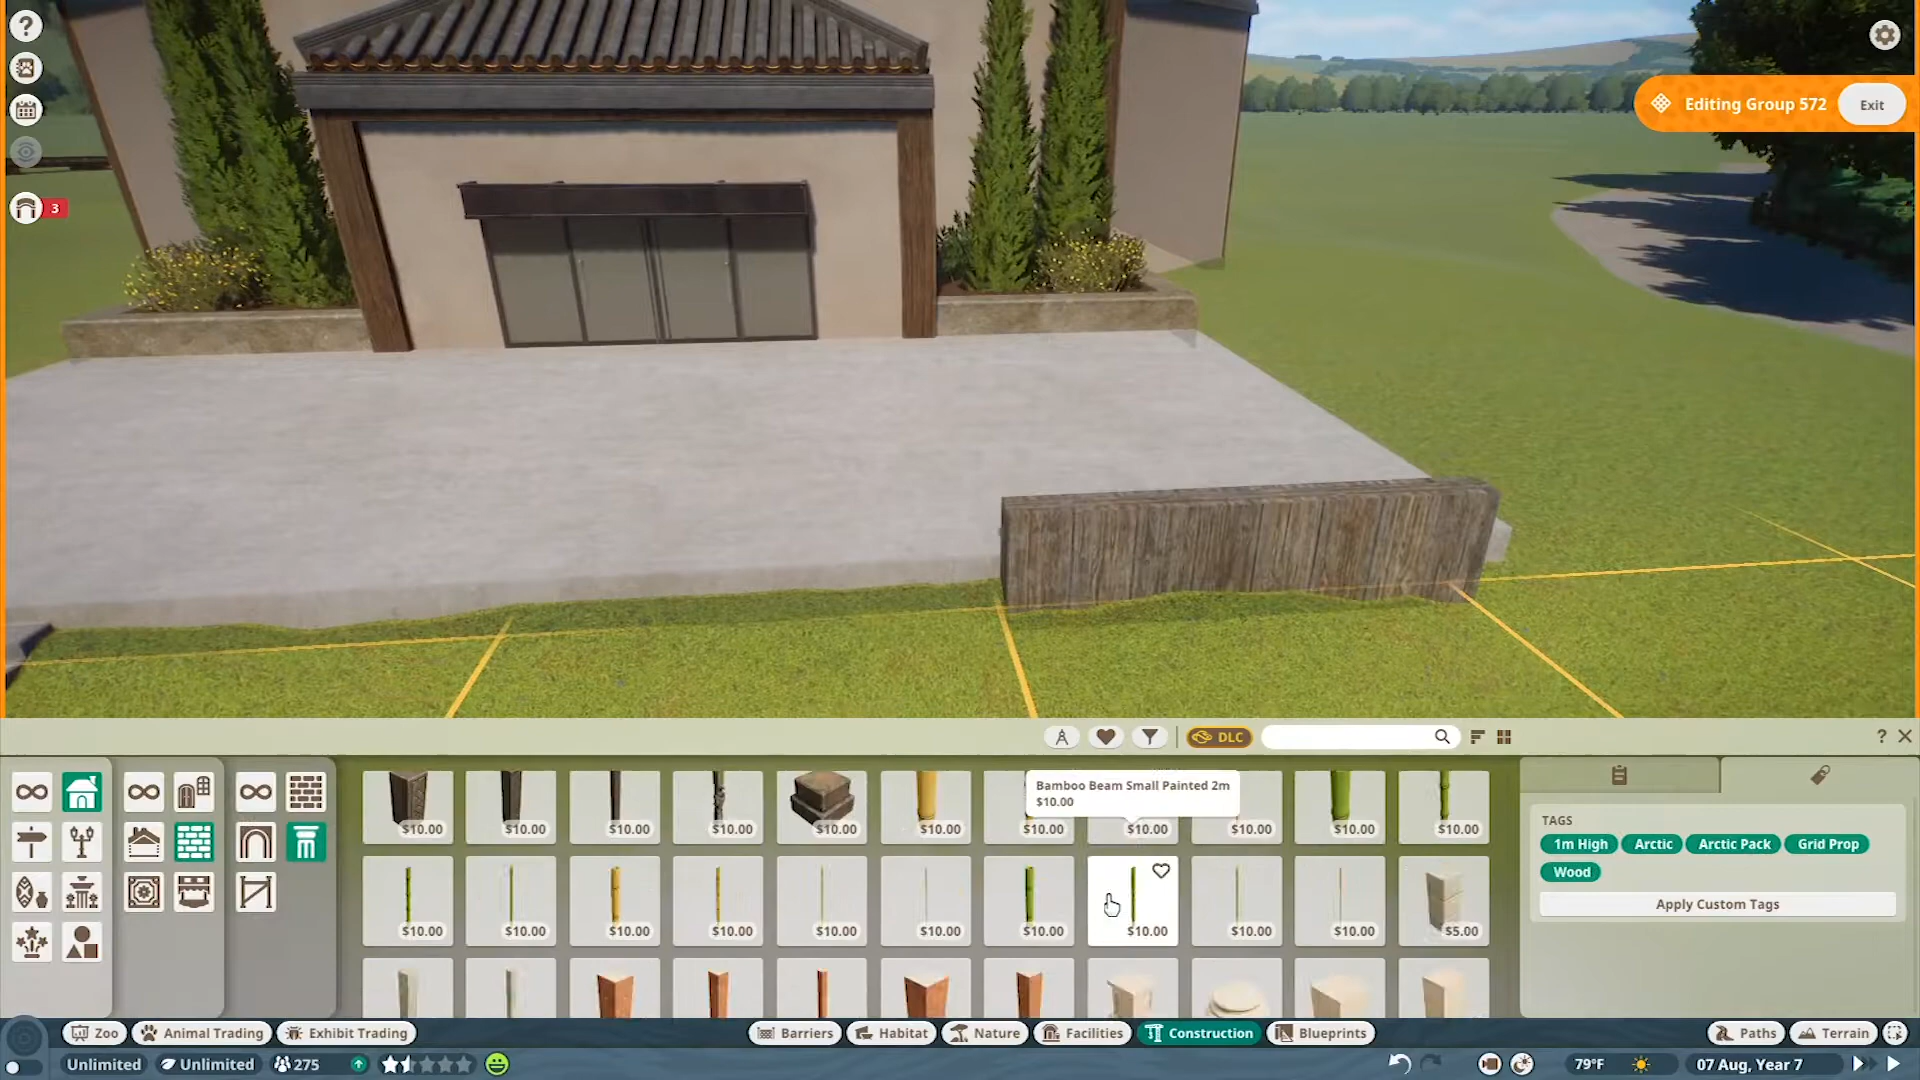 ?
Editing Group 572 Exit
3
DLC
? ×
Bamboo Beam Small Painted 2m
$10.00
$10.00 $10.00 $10.00 $10.00 $10.00 $10.00 $10.00 $10.00 $10.00 $10.00 $10.00
$10.00 $10.00 $10.00 $10.00 $10.00 $10.00 $10.00 $10.00 $10.00 $10.00 $5.00
TAGS
1m High Arctic Arctic Pack Grid Prop
Wood
Apply Custom Tags
Zoo Animal Trading Exhibit Trading Barriers Habitat Nature Facilities Construction Blueprints Paths Terrain
Unlimited Unlimited 275 79°F 07 Aug, Year 7